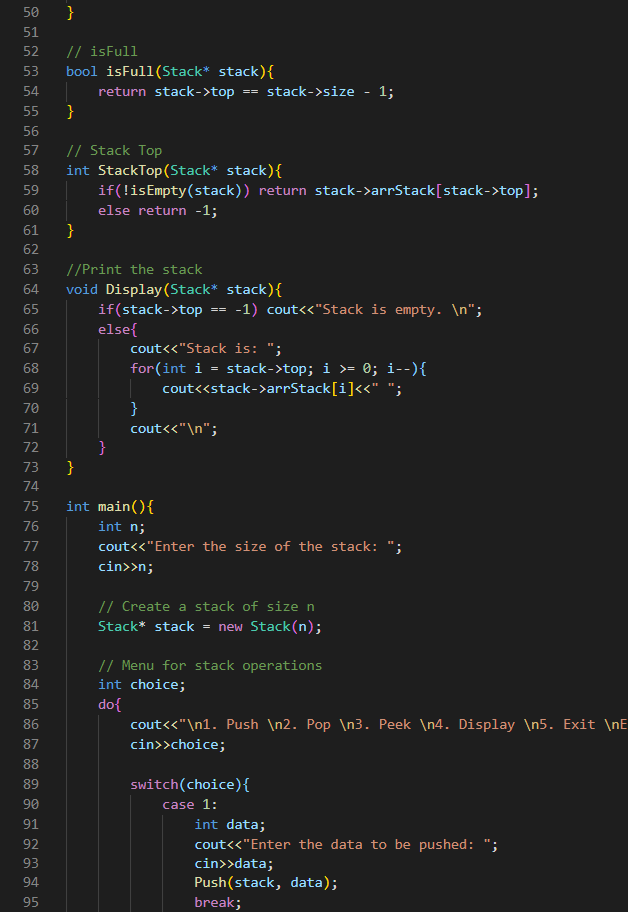 50 }
51
52 // isFull
53 bool isFull(Stack* stack){
54 return stack->top == stack->size - 1;
55 }
56
57 // Stack Top
58 int StackTop(Stack* stack){
59 if(!isEmpty(stack)) return stack->arrStack[stack->top];
60 else return -1;
61 }
62
63 //Print the stack
64 void Display(Stack* stack){
65 if(stack->top == -1) cout<<"Stack is empty. \n";
66 else{
67 cout<<"Stack is: ";
68 for(int i = stack->top; i >= 0; i--){
69 cout<<stack->arrStack[i]<<" ";
70 }
71 cout<<"\n";
72 }
73 }
74
75 int main(){
76 int n;
77 cout<<"Enter the size of the stack: ";
78 cin>>n;
79
80 // Create a stack of size n
81 Stack* stack = new Stack(n);
82
83 // Menu for stack operations
84 int choice;
85 do{
86 cout<<"\n1. Push \n2. Pop \n3. Peek \n4. Display \n5. Exit \nE
87 cin>>choice;
88
89 switch(choice){
90 case 1:
91 int data;
92 cout<<"Enter the data to be pushed: ";
93 cin>>data;
94 Push(stack, data);
95 break;